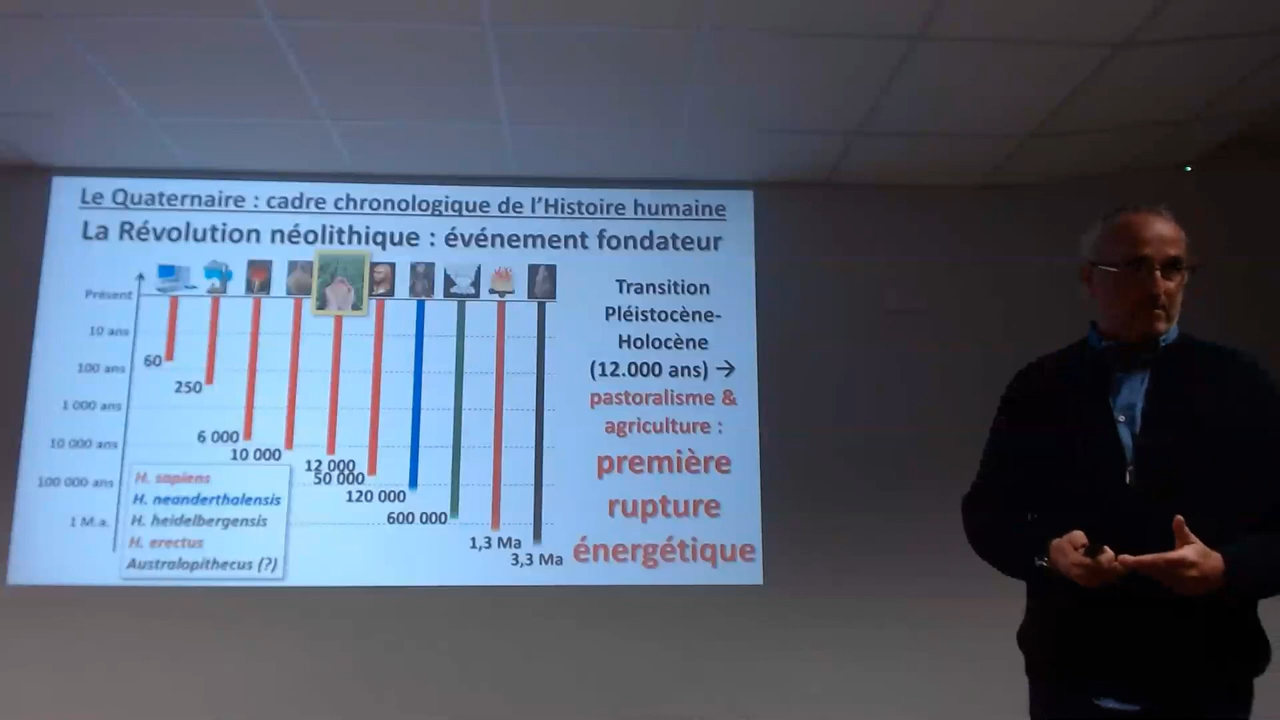 Le Quaternaire : cadre chronologique de l'Histoire humaine
La Révolution néolithique : événement fondateur
Présent
10 ans
100 ans
1 000 ans
10 000 ans
100 000 ans
1 M.a.
60
250
6 000
10 000
12 000
50 000
120 000
600 000
1,3 Ma
3,3 Ma
H. sapiens
H. neanderthalensis
H. heidelbergensis
H. erectus
Australopithecus (?)
Transition
Pléistocène-
Holocène
(12.000 ans) →
pastoralisme &
agriculture :
première
rupture
énergétique